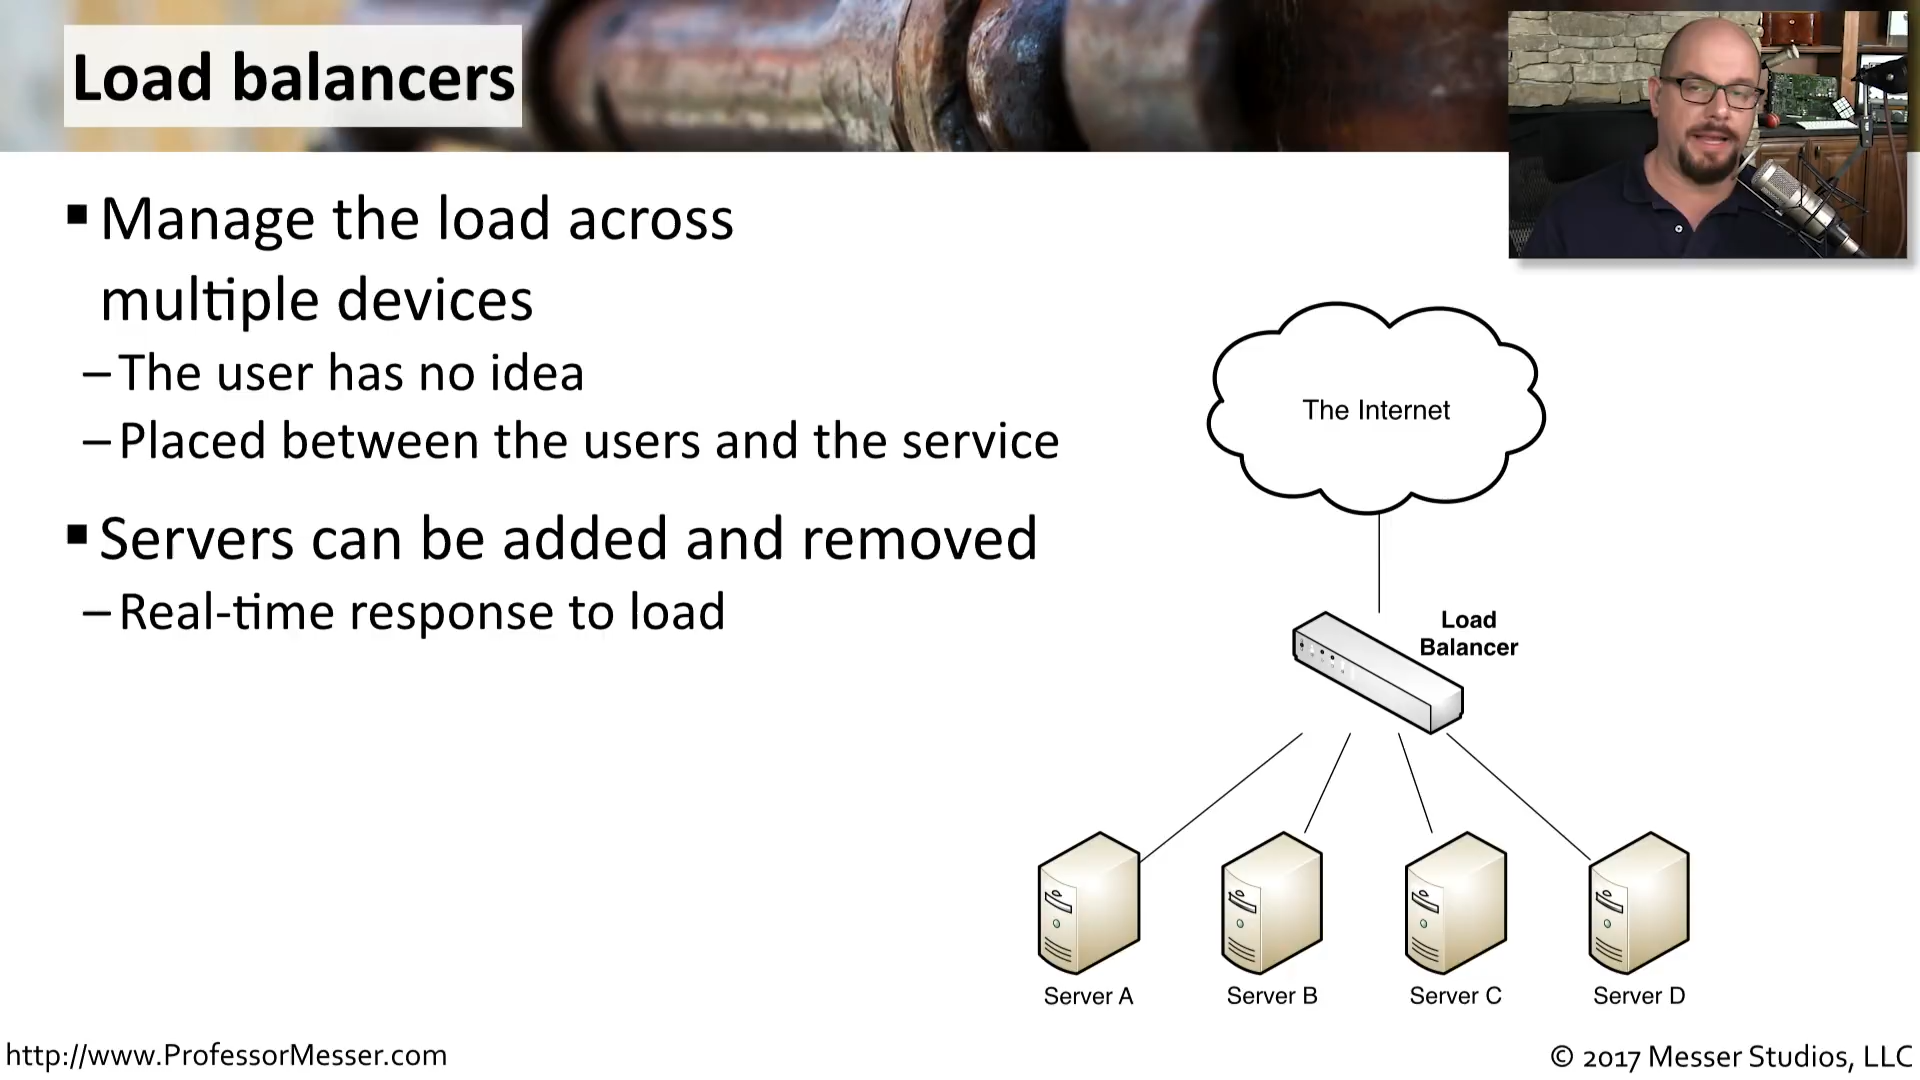 Load balancers
▪ Manage the load across
multiple devices
– The user has no idea
– Placed between the users and the service
▪ Servers can be added and removed
– Real-time response to load
The Internet
Load
Balancer
Server A
Server B
Server C
Server D
http://www.ProfessorMesser.com
© 2017 Messer Studios, LLC